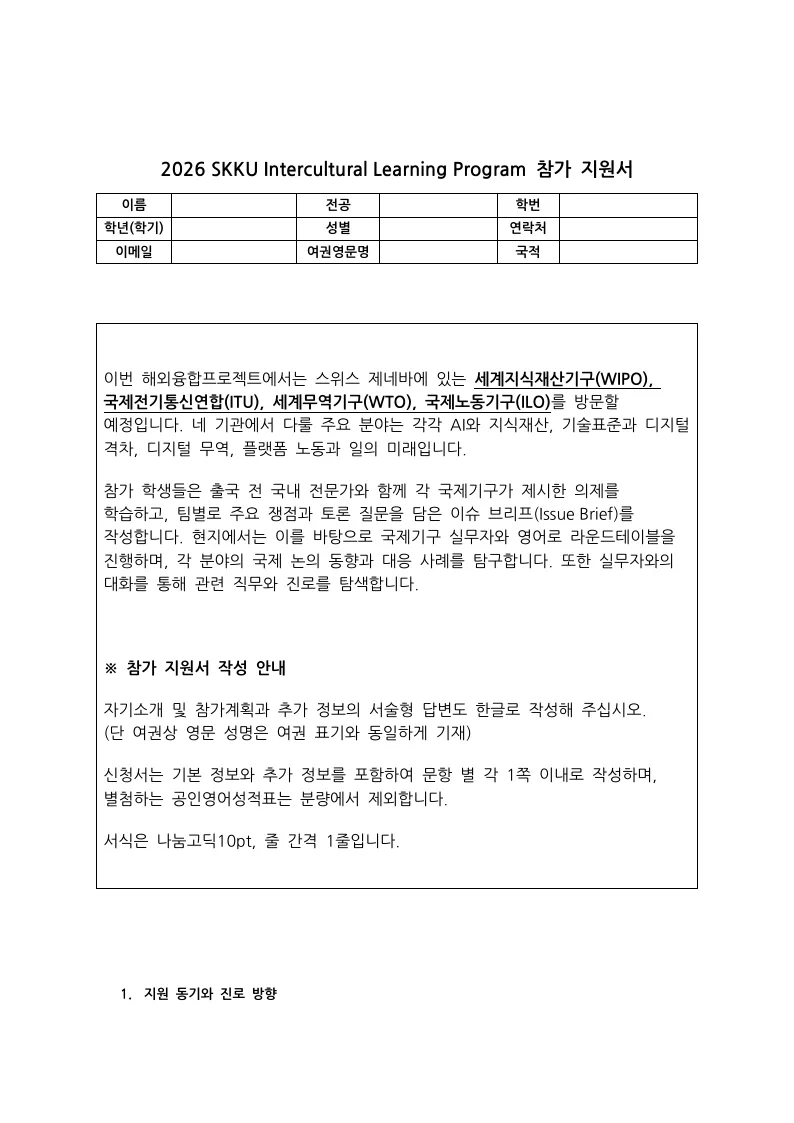 2026 SKKU Intercultural Learning Program 참가 지원서
이름 전공 학번
학년(학기) 성별 연락처
이메일 여권영문명 국적
이번 해외융합프로젝트에서는 스위스 제네바에 있는 세계지식재산기구(WIPO),
국제전기통신연합(ITU), 세계무역기구(WTO), 국제노동기구(ILO)를 방문할
예정입니다. 네 기관에서 다룰 주요 분야는 각각 AI와 지식재산, 기술표준과 디지털
격차, 디지털 무역, 플랫폼 노동과 일의 미래입니다.
참가 학생들은 출국 전 국내 전문가와 함께 각 국제기구가 제시한 의제를
학습하고, 팀별로 주요 쟁점과 토론 질문을 담은 이슈 브리프(Issue Brief)를
작성합니다. 현지에서는 이를 바탕으로 국제기구 실무자와 영어로 라운드테이블을
진행하며, 각 분야의 국제 논의 동향과 대응 사례를 탐구합니다. 또한 실무자와의
대화를 통해 관련 직무와 진로를 탐색합니다.
※ 참가 지원서 작성 안내
자기소개 및 참가계획과 추가 정보의 서술형 답변도 한글로 작성해 주십시오.
(단 여권상 영문 성명은 여권 표기와 동일하게 기재)
신청서는 기본 정보와 추가 정보를 포함하여 문항 별 각 1쪽 이내로 작성하며,
별첨하는 공인영어성적표는 분량에서 제외합니다.
서식은 나눔고딕10pt, 줄 간격 1줄입니다.
1. 지원 동기와 진로 방향